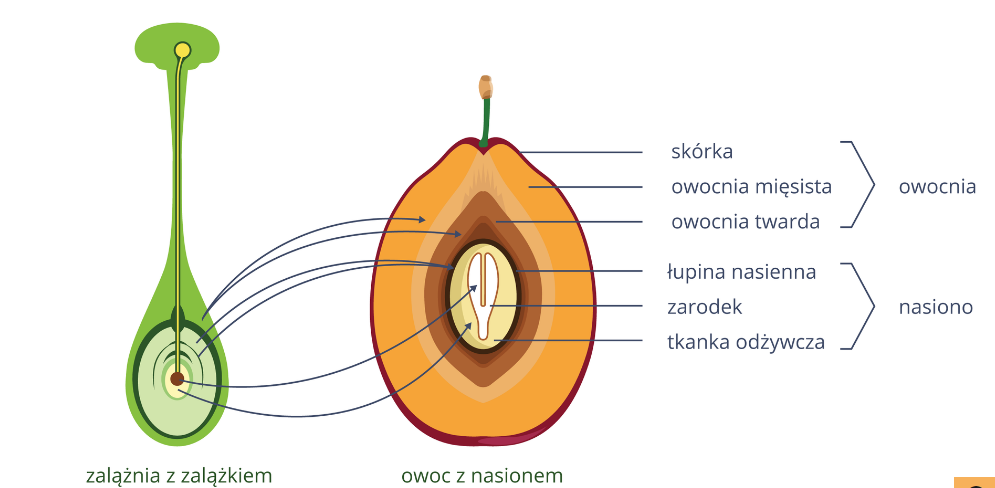 skórka
owocnia mięsista
owocnia twarda
owocnia
łupina nasienna
zarodek
tkanka odżywcza
nasiono
zalążnia z zalążkiem
owoc z nasionem